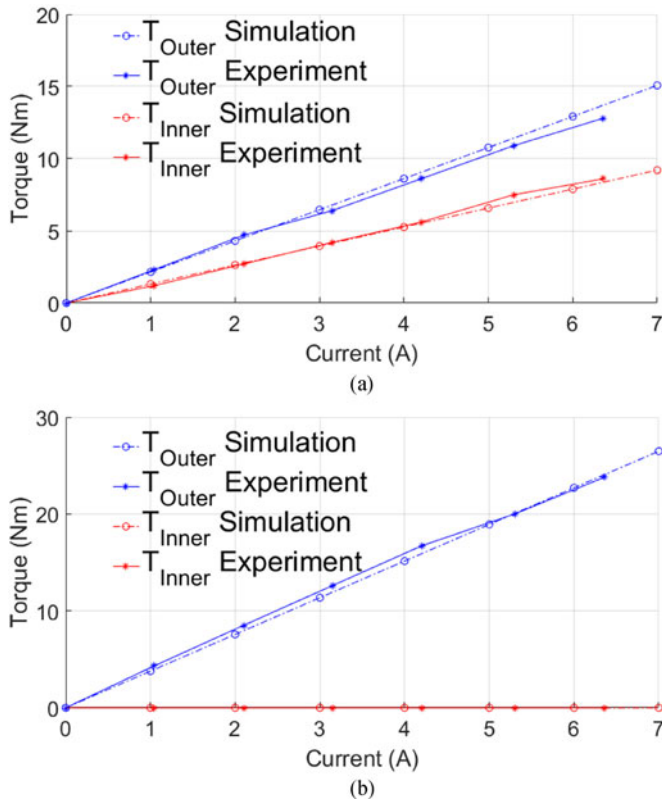 20
15
10
5
0
Torque (Nm)
T_Outer Simulation
T_Outer Experiment
T_Inner Simulation
T_Inner Experiment
0 1 2 3 4 5 6 7
Current (A)
(a)
30
20
10
0
Torque (Nm)
T_Outer Simulation
T_Outer Experiment
T_Inner Simulation
T_Inner Experiment
0 1 2 3 4 5 6 7
Current (A)
(b)